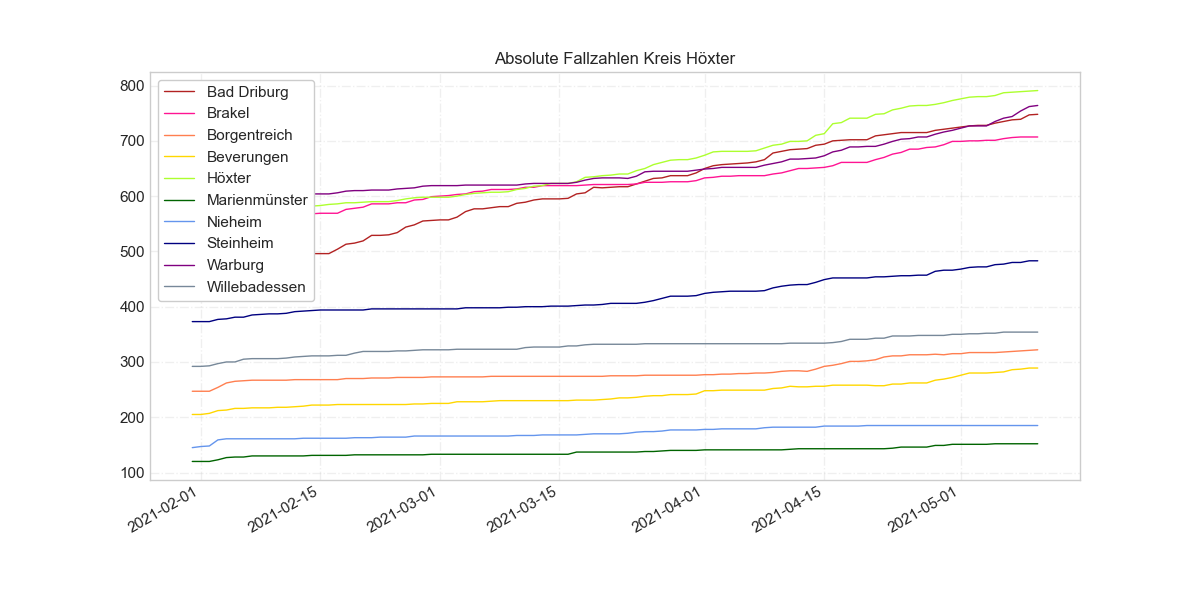 Absolute Fallzahlen Kreis Höxter
800
700
600
500
400
300
200
100
Bad Driburg
Brakel
Borgentreich
Beverungen
Höxter
Marienmünster
Nieheim
Steinheim
Warburg
Willebadessen
2021-02-01
2021-02-15
2021-03-01
2021-03-15
2021-04-01
2021-04-15
2021-05-01